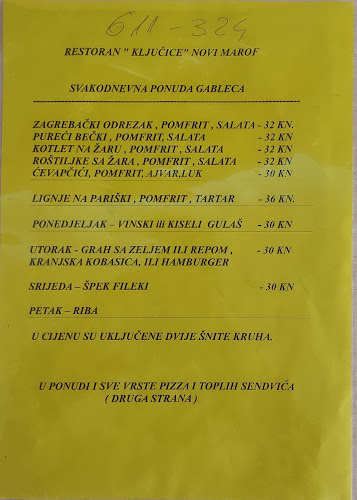 611-324
RESTORAN " KLJUČICE" NOVI MAROF
SVAKODNEVNA PONUDA GABLECA
ZAGREBAČKI ODREZAK , POMFRIT , SALATA - 32 KN.
PUREĆI BEČKI , POMFRIT, SALATA - 32 KN
KOTLET NA ŽARU , POMFRIT , SALATA - 32 KN
ROŠTILJKE SA ŽARA , POMFRIT , SALATA - 32 KN
ĆEVAPČIĆI, POMFRIT, AJVAR,LUK - 30 KN
LIGNJE NA PARIŠKI , POMFRIT , TARTAR - 36 KN.
PONEDJELJAK – VINSKI ili KISELI GULAŠ - 30 KN
UTORAK - GRAH SA ZELJEM ILI REPOM , - 30 KN
KRANJSKA KOBASICA, ILI HAMBURGER
SRIJEDA – ŠPEK FILEKI - 30 KN
PETAK – RIBA
U CIJENU SU UKLJUČENE DVIJE ŠNITE KRUHA.
U PONUDI I SVE VRSTE PIZZA I TOPLIH SENDVIĆA
( DRUGA STRANA )